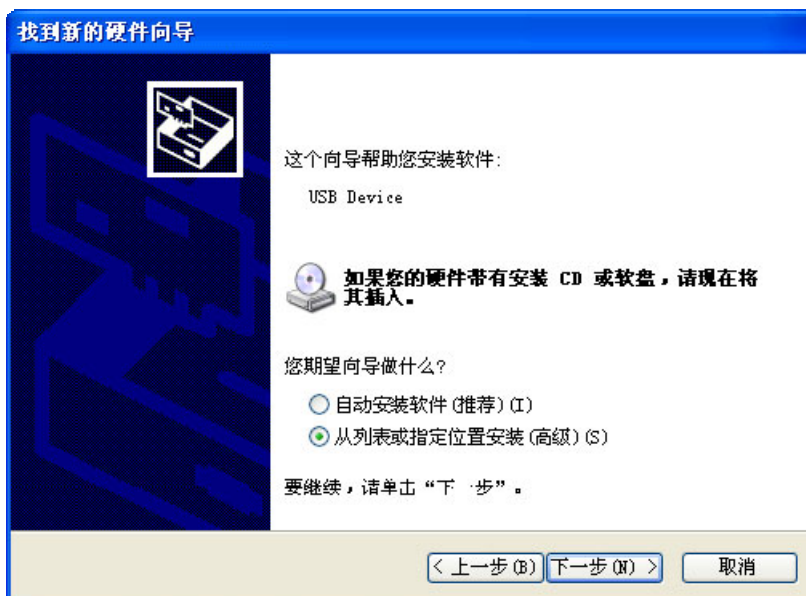 找到新的硬件向导
这个向导帮助您安装软件:
USB Device
如果您的硬件带有安装 CD 或软盘，请现在将
其插入。
您期望向导做什么?
自动安装软件(推荐)(I)
从列表或指定位置安装(高级)(S)
要继续，请单击“下一步”。
< 上一步(B) 下一步(N) > 取消